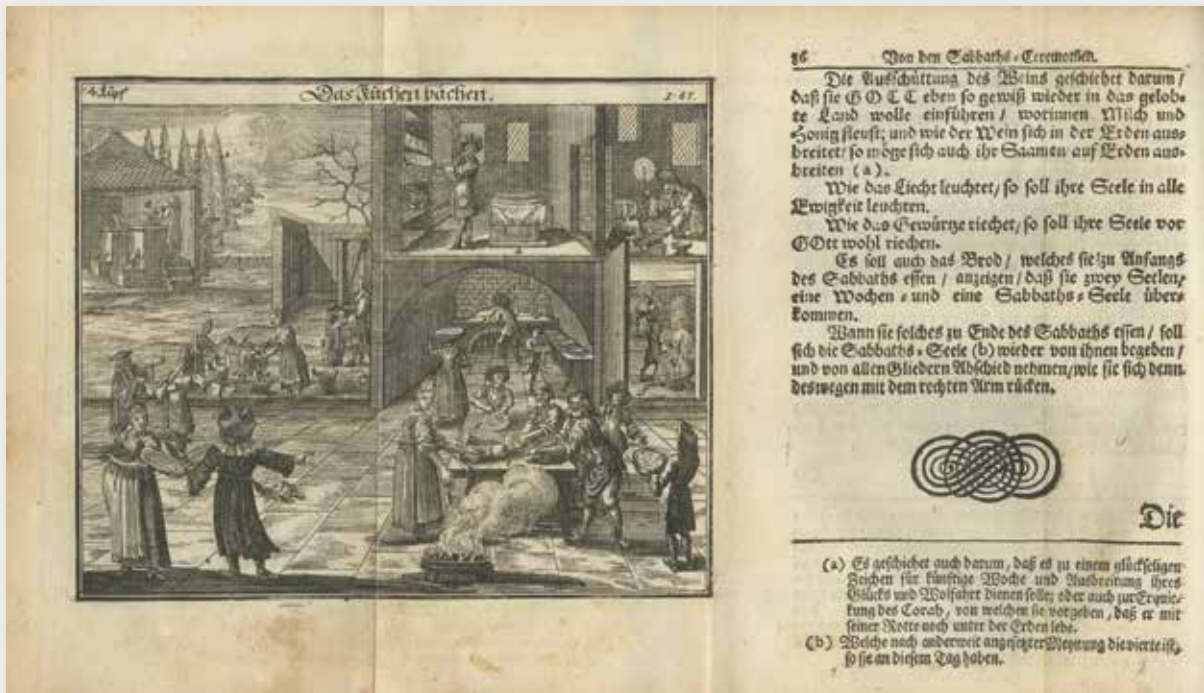 4. Kupf
Das Kuchen bachen.
86 Von den Sabbaths-Ceremonien.
Die Ausschüttung des Weins geschiehet darum /
daß sie GOTT eben so gewiß wieder in das gelob-
te Land wolle einführen / worinnen Milch und
Honig fleust; und wie der Wein sich in der Erden aus-
breitet / so möge sich auch ihr Saamen auf Erden aus-
breiten (a).
Wie das Liecht leuchtet / so soll ihre Seele in alle
Ewigkeit leuchten.
Wie das Gewürtze riechet / so soll ihre Seele vor
GOtt wohl riechen.
Es soll auch das Brod / welches sie zu Anfangs
des Sabbaths essen / anzeigen / daß sie zwey Seelen /
eine Wochen- und eine Sabbaths-Seele über-
kommen.
Wann sie solches zu Ende des Sabbaths essen / soll
sich die Sabbaths-Seele (b) wieder von ihnen begeben /
und von allen Gliedern Abschied nehmen / wie sie sich denn
deswegen mit dem rechten Arm rücken.
Die
(a) Es geschiehet auch darum, daß es zu einem glückseligen
Zeichen für künftige Woche und Ausbreitung ihres
Glücks und Wolfahrt dienen solle; oder auch zur Erquic-
kung des Corah, von welchen sie vorgeben, daß er mit
seiner Rotte noch unter der Erden lebe.
(b) Welche nach anderweit angesetzter Meynung die vierte ist,
so sie an diesem Tag haben.